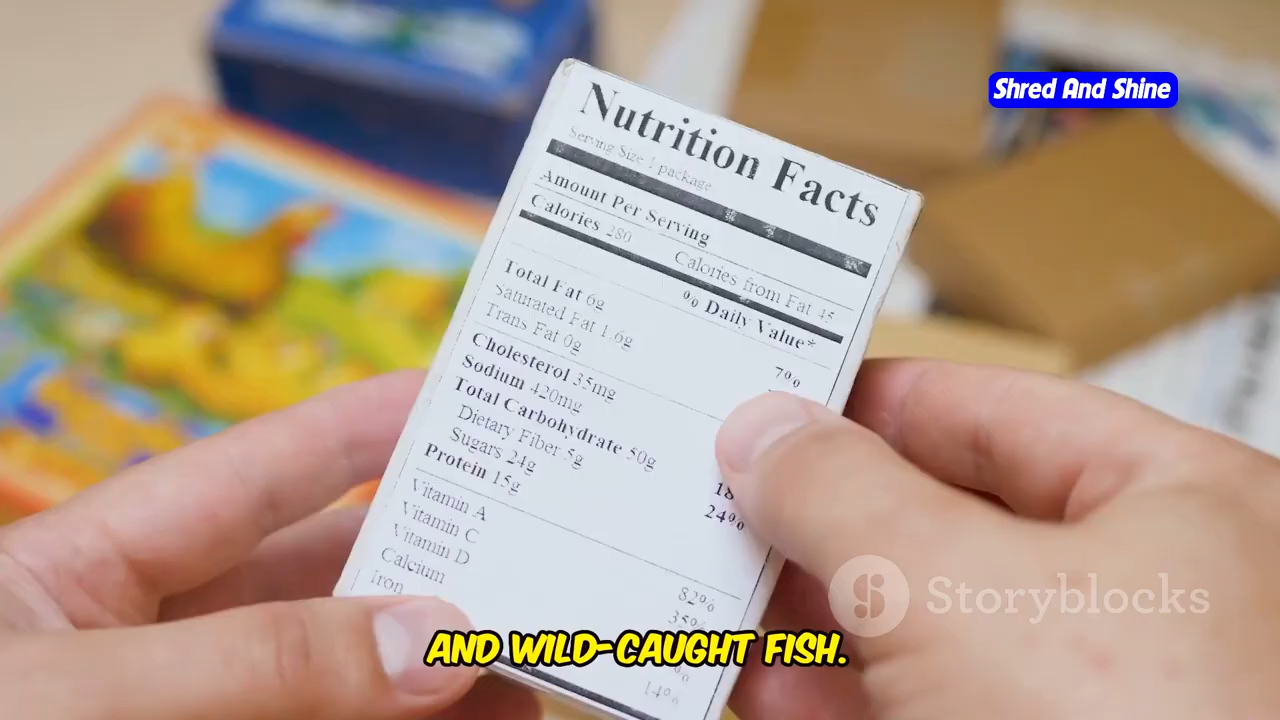 Shred And Shine
Nutrition Facts
Serving Size 1 package
Amount Per Serving
Calories 280
Calories from Fat 45
% Daily Value*
Total Fat 6g
7%
Saturated Fat 1.6g
Trans Fat 0g
Cholesterol 35mg
Sodium 420mg
18
Total Carbohydrate 50g
24%
Dietary Fiber 5g
Sugars 24g
Protein 15g
Vitamin A
82%
Vitamin C
35%
Vitamin D
Calcium
14%
Iron
Storyblocks
AND WILD-CAUGHT FISH.